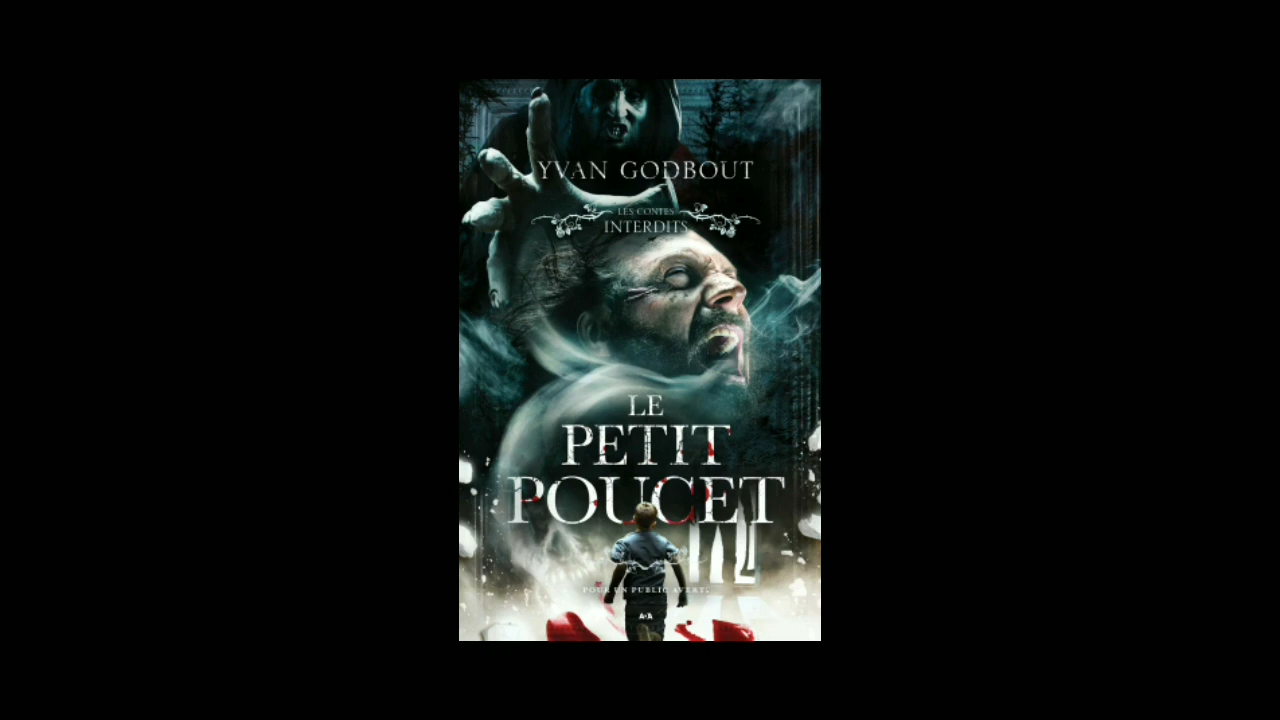 YVAN GODBOUT
LES CONTES
INTERDITS
LE
PETIT
POUCET
POUR UN PUBLIC AVERTI